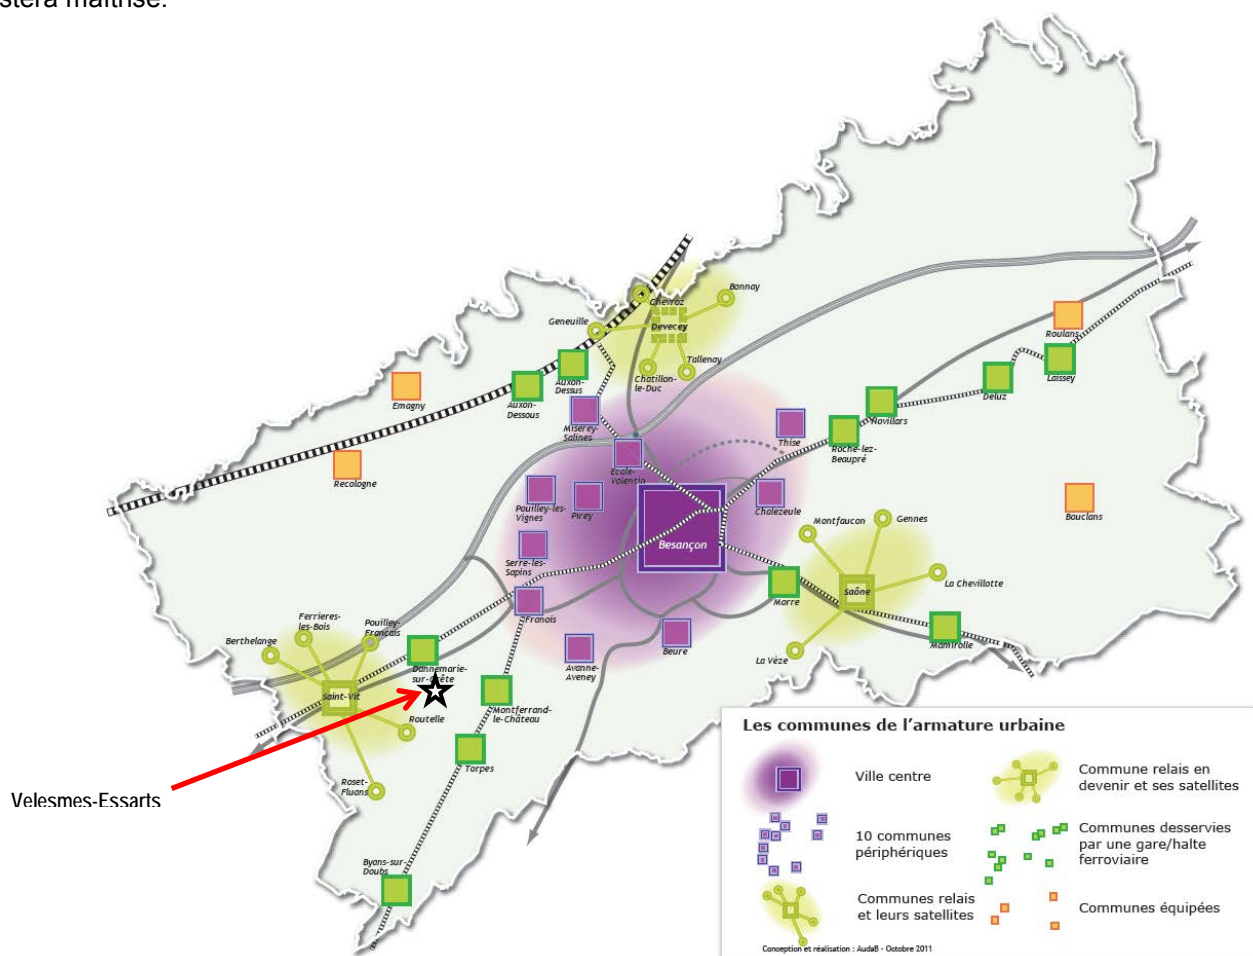 stera maîtrisé.
Chevroz
Bonnay
Geneuille
Devecey
Tallenay
Chatillon-
le-Duc
Roulans
Laissey
Auxon-
Dessus
Auxon-
Dessous
Emagny
Deluz
Novillars
Miserey-
Salines
Thise
Roche-lez-
Beaupré
Ecole-
Valentin
Recologne
Pouilley-les-
Vignes
Pirey
Chalezeule
Bouclans
Montfaucon
Gennes
Besançon
Serre-les-
Sapins
La Chevillotte
Saône
Morre
Franois
Ferrieres-
les-Bois
Pouilley-
Français
Berthelange
Beure
Mamirolle
La Vèze
Avanne-
Aveney
Dannemarie-
sur-Crète
Saint-Vit
Montferrand-
le-Château
Routelle
Torpes
Roset-
Fluans
Velesmes-Essarts
Byans-sur-
Doubs
Les communes de l'armature urbaine
Ville centre
10 communes
périphériques
Communes relais
et leurs satellites
Commune relais en
devenir et ses satellites
Communes desservies
par une gare/halte
ferroviaire
Communes équipées
Conception et réalisation : AudaB - Octobre 2011